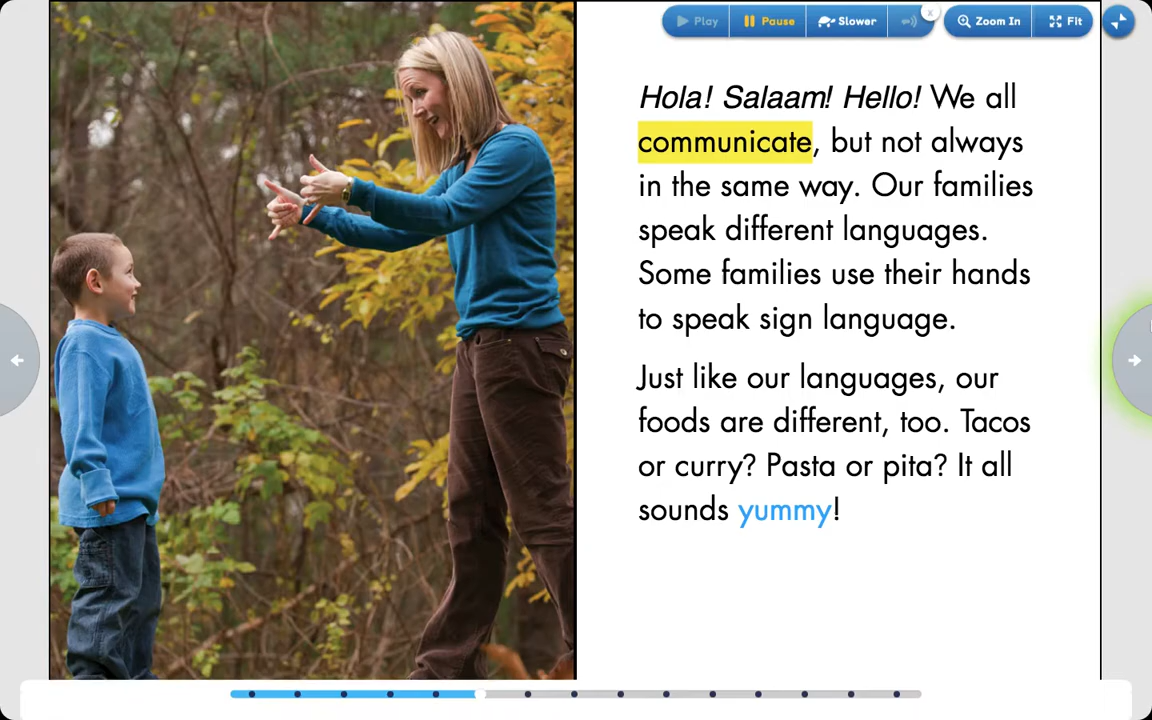 Play Pause Slower x Zoom In Fit
Hola! Salaam! Hello! We all
communicate, but not always
in the same way. Our families
speak different languages.
Some families use their hands
to speak sign language.
Just like our languages, our
foods are different, too. Tacos
or curry? Pasta or pita? It all
sounds yummy!